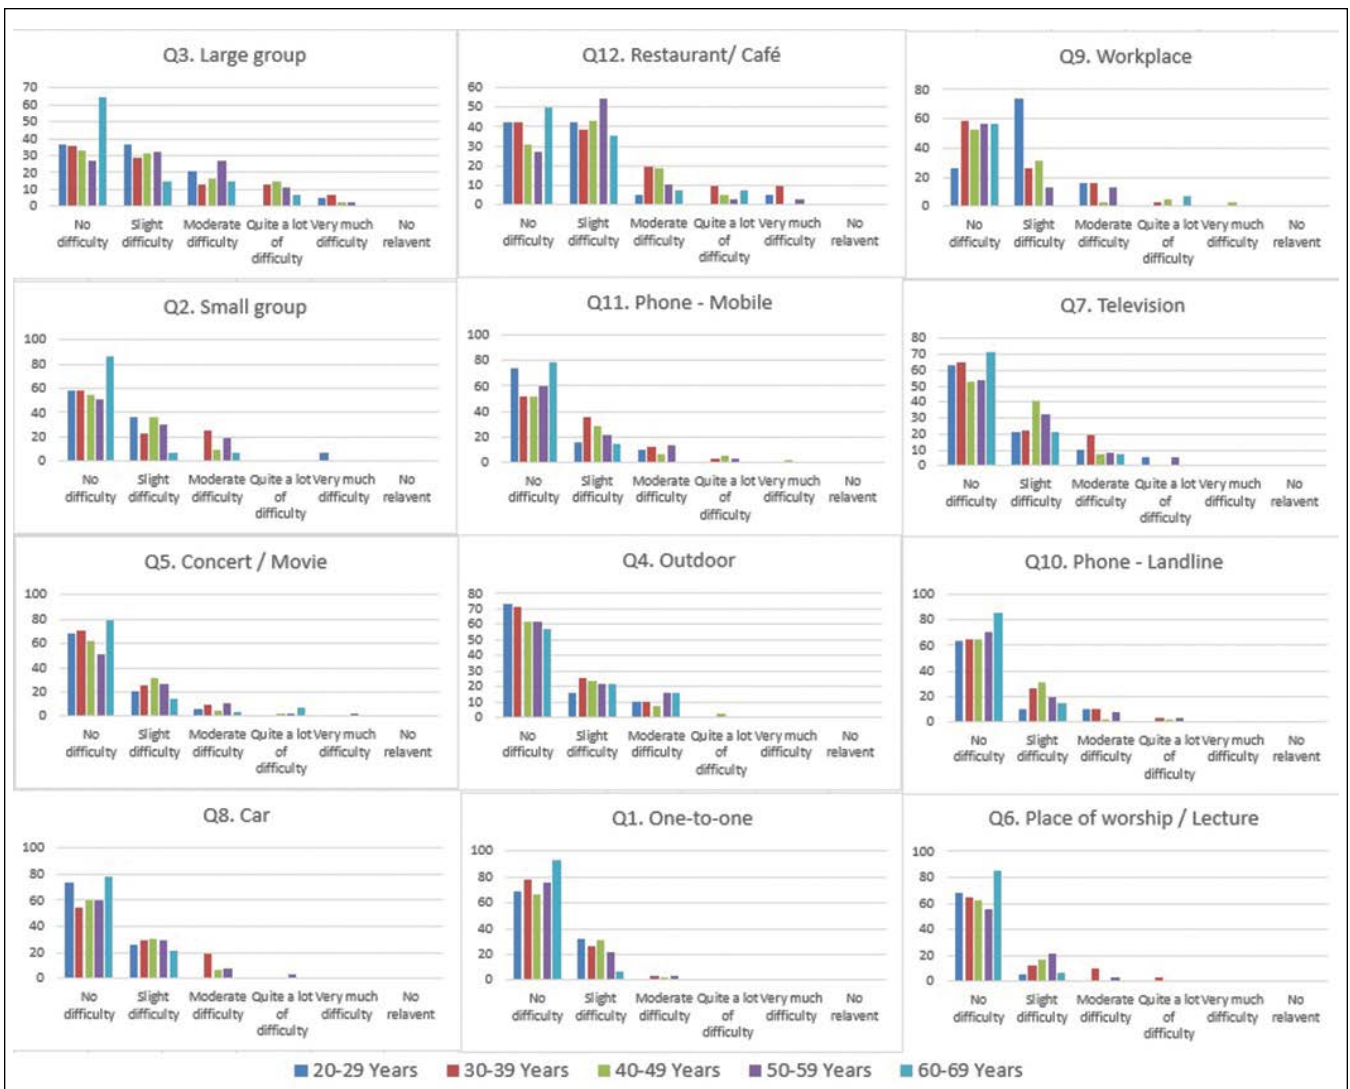 Q3. Large group
70
60
50
40
30
20
10
0
No Slight Moderate Quite a lot Very much No
difficulty difficulty difficulty of difficulty relavent
difficulty
Q12. Restaurant/ Café
60
50
40
30
20
10
0
No Slight Moderate Quite a lot Very much No
difficulty difficulty difficulty of difficulty relavent
difficulty
Q9. Workplace
80
60
40
20
0
No Slight Moderate Quite a lot Very much No
difficulty difficulty difficulty of difficulty relavent
difficulty
Q2. Small group
100
80
60
40
20
0
No Slight Moderate Quite a lot Very much No
difficulty difficulty difficulty of difficulty relavent
difficulty
Q11. Phone - Mobile
100
80
60
40
20
0
No Slight Moderate Quite a lot Very much No
difficulty difficulty difficulty of difficulty relavent
difficulty
Q7. Television
80
70
60
50
40
30
20
10
0
No Slight Moderate Quite a lot Very much No
difficulty difficulty difficulty of difficulty relavent
difficulty
Q5. Concert / Movie
100
80
60
40
20
0
No Slight Moderate Quite a lot Very much No
difficulty difficulty difficulty of difficulty relavent
difficulty
Q4. Outdoor
80
70
60
50
40
30
20
10
0
No Slight Moderate Quite a lot Very much No
difficulty difficulty difficulty of difficulty relavent
difficulty
Q10. Phone - Landline
100
80
60
40
20
0
No Slight Moderate Quite a lot Very much No
difficulty difficulty difficulty of difficulty relavent
difficulty
Q8. Car
100
80
60
40
20
0
No Slight Moderate Quite a lot Very much No
difficulty difficulty difficulty of difficulty relavent
difficulty
Q1. One-to-one
100
80
60
40
20
0
No Slight Moderate Quite a lot Very much No
difficulty difficulty difficulty of difficulty relavent
difficulty
Q6. Place of worship / Lecture
100
80
60
40
20
0
No Slight Moderate Quite a lot Very much No
difficulty difficulty difficulty of difficulty relavent
difficulty
20-29 Years 30-39 Years 40-49 Years 50-59 Years 60-69 Years